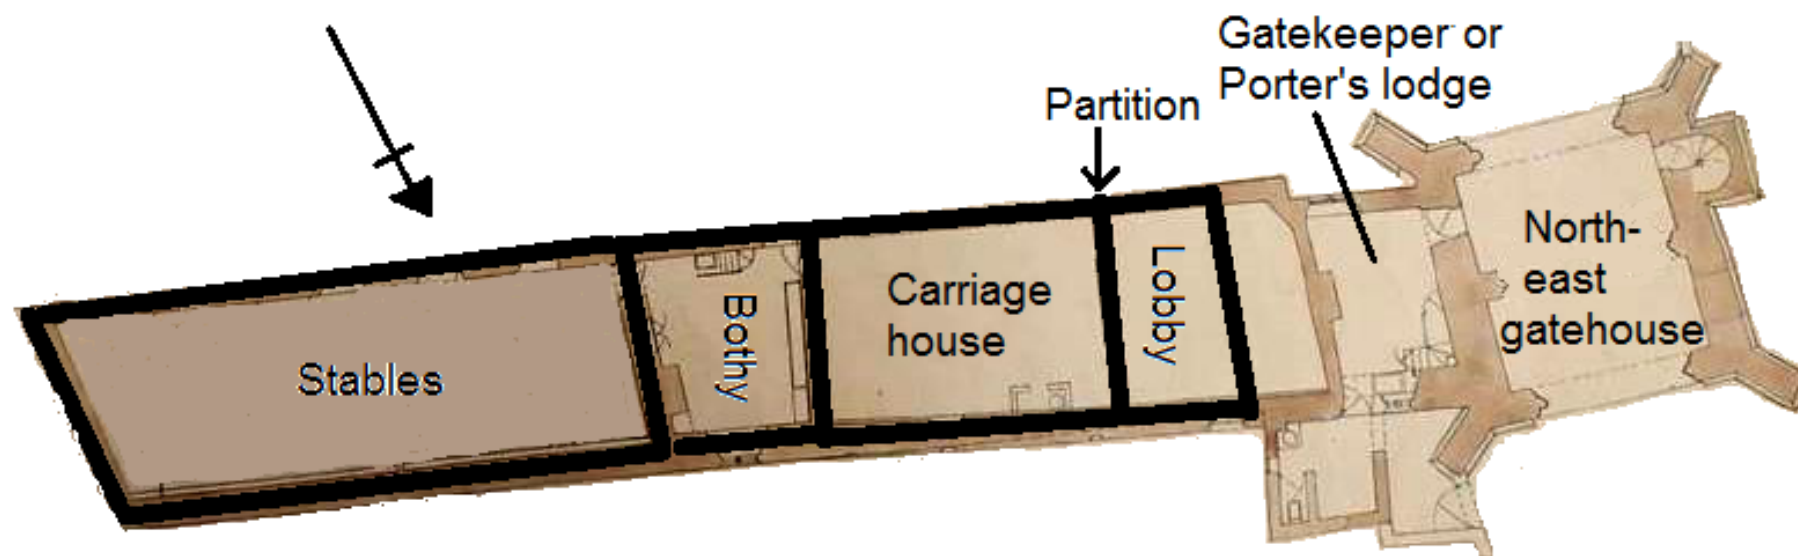 Gatekeeper or
Porter's lodge
Partition
North-
east
gatehouse
Lobby
Carriage
house
Bothy
Stables